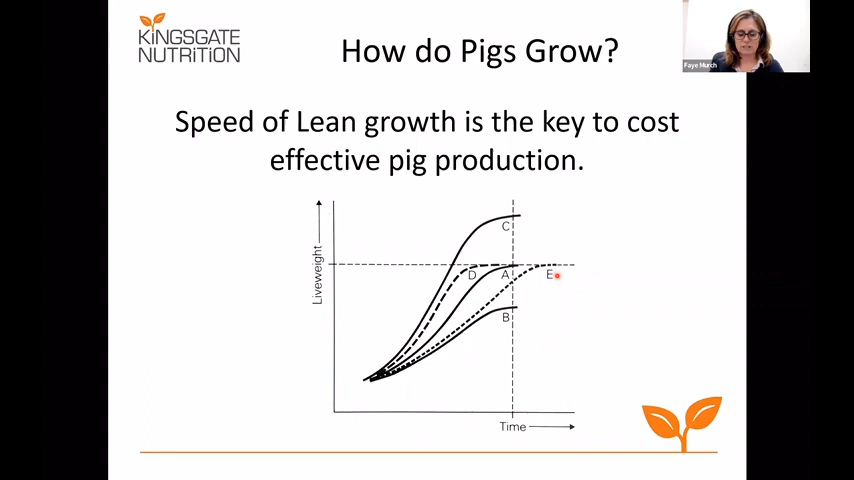 KINGSGATE
NUTRITION
How do Pigs Grow?
Faye Murch
Speed of Lean growth is the key to cost
effective pig production.
Liveweight
C
D
A
E
B
Time